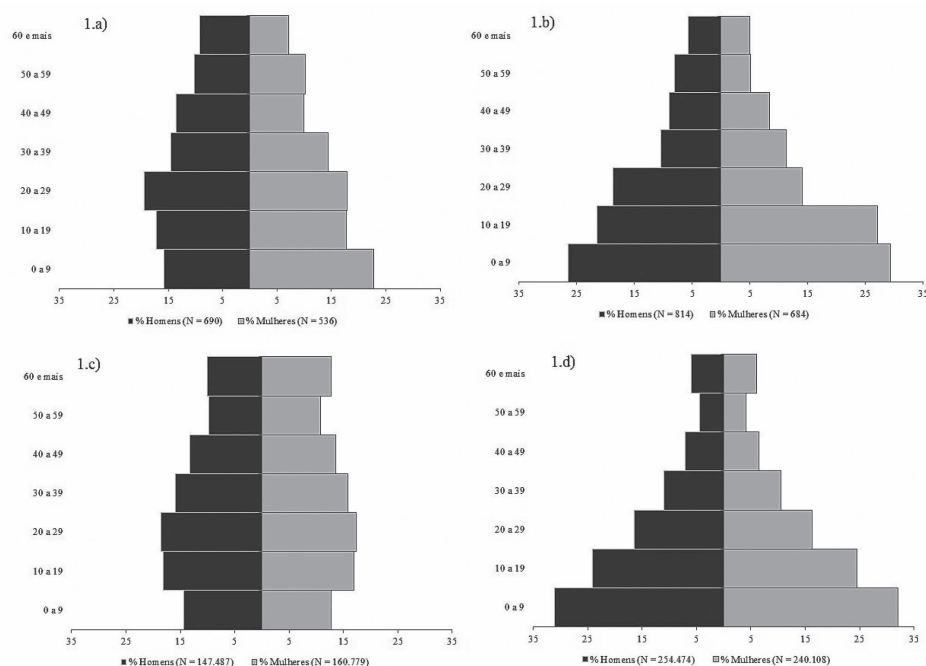 1.a)
60 e mais
50 a 59
40 a 49
30 a 39
20 a 29
10 a 19
0 a 9
35 25 15 5 5 15 25 35
% Homens (N = 690) % Mulheres (N = 536)
1.b)
60 e mais
50 a 59
40 a 49
30 a 39
20 a 29
10 a 19
0 a 9
35 25 15 5 5 15 25 35
% Homens (N = 814) % Mulheres (N = 684)
1.c)
60 e mais
50 a 59
40 a 49
30 a 39
20 a 29
10 a 19
0 a 9
35 25 15 5 5 15 25 35
% Homens (N = 147.487) % Mulheres (N = 160.779)
1.d)
60 e mais
50 a 59
40 a 49
30 a 39
20 a 29
10 a 19
0 a 9
35 25 15 5 5 15 25 35
% Homens (N = 254.474) % Mulheres (N = 240.108)